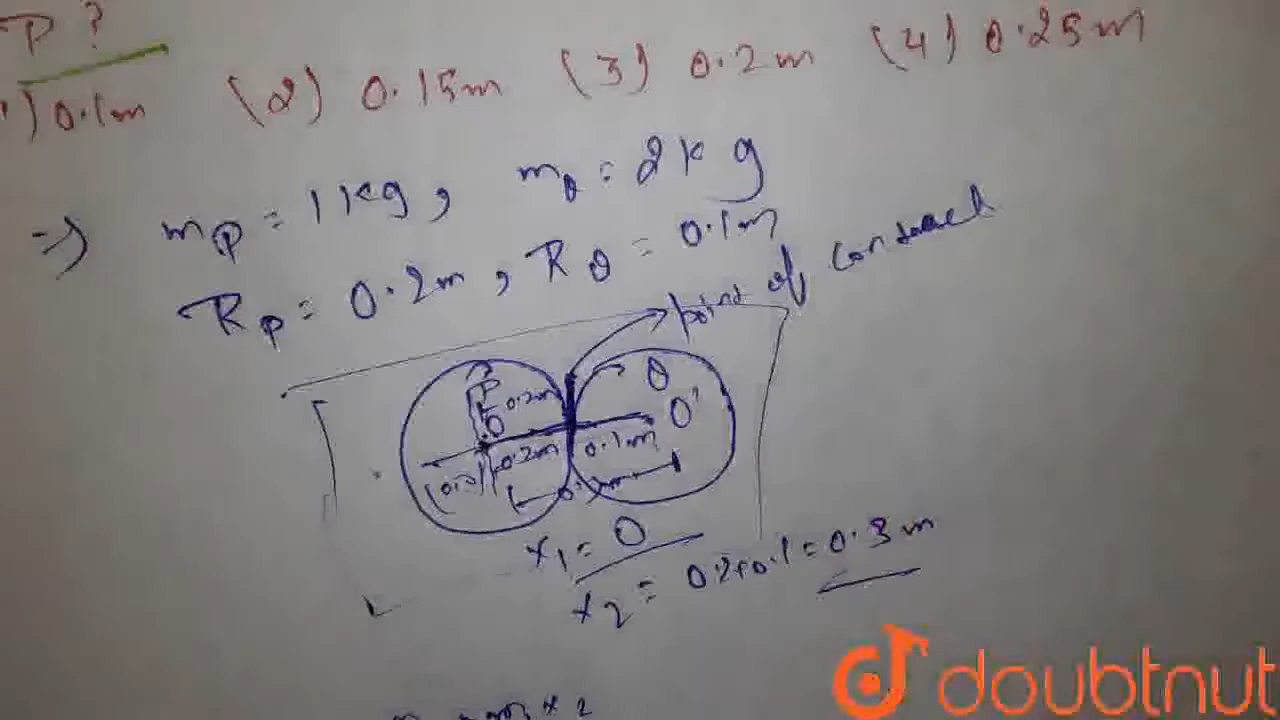 P ?
) 0.1m (2) 0.15m (3) 0.2m (4) 0.25m
=> mp = 1kg, mQ = 2kg
Rp = 0.2m, RQ = 0.1m
point of contact
P Q
0.2m
O O'
0.2m 0.1m
x1 = 0
x2 = 0.2+0.1 = 0.3m
x2
doubtnut